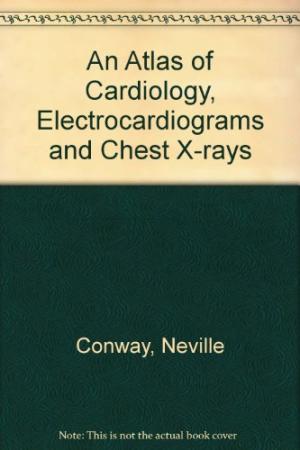 An Atlas of
Cardiology,
Electrocardiograms
and Chest X-rays
Conway, Neville
Note: This is not the actual book cover